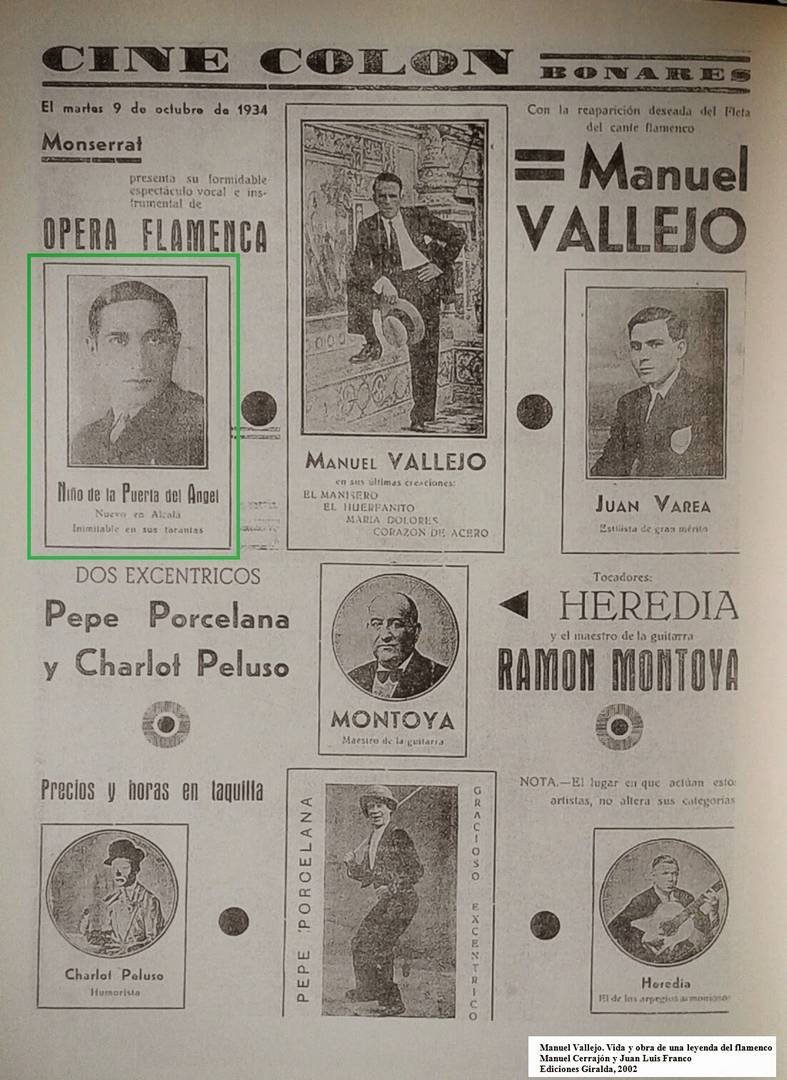 CINE COLON BONARES
El martes 9 de octubre de 1934
Monserrat
presenta su formidable
espectáculo vocal e ins-
trumental de
OPERA FLAMENCA
Con la reaparición deseada del Fleta
del cante flamenco
Manuel
VALLEJO
Niño de la Puerta del Angel
Nuevo en Alcalá
Inimitable en sus tarantas
MANUEL VALLEJO
en sus últimas creaciones:
EL MANISERO
EL HUERFANITO
MARIA DOLORES
CORAZON DE ACERO
JUAN VAREA
Estilista de gran mérito
DOS EXCENTRICOS
Pepe Porcelana
y Charlot Peluso
MONTOYA
Maestro de la guitarra
Tocadores:
HEREDIA
y el maestro de la guitarra
RAMON MONTOYA
Precios y horas en taquilla
NOTA.—El lugar en que actúan estos
artistas, no altera sus categorías
Charlot Peluso
Humorista
PEPE PORCELANA
GRACIOSO EXCENTRICO
Heredia
El de los arpegios armoniosos
Manuel Vallejo. Vida y obra de una leyenda del flamenco
Manuel Cerrajón y Juan Luis Franco
Ediciones Giralda, 2002